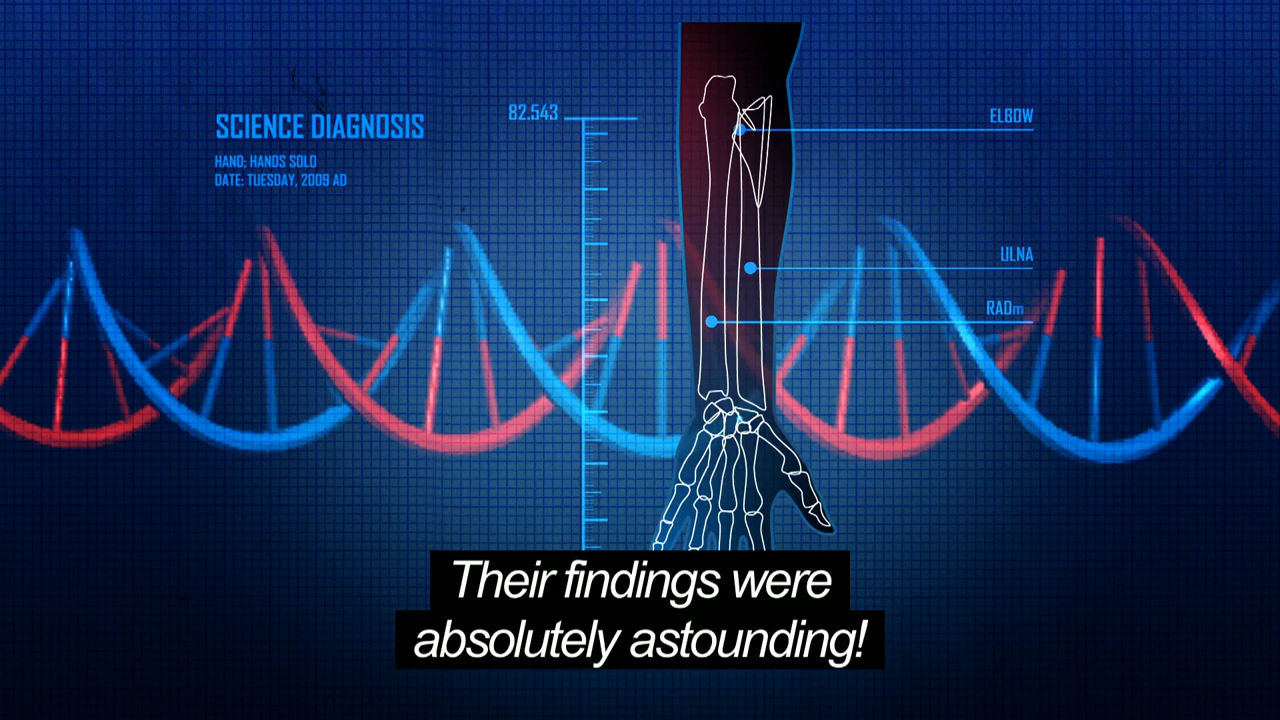 SCIENCE DIAGNOSIS
HAND; HANDS SOLO
DATE: TUESDAY, 2009 AD
82.543
ELBOW
ULNA
RADm
Their findings were
absolutely astounding!